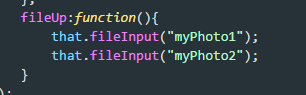 },
fileUp:function(){
that.fileInput("myPhoto1");
that.fileInput("myPhoto2");
}